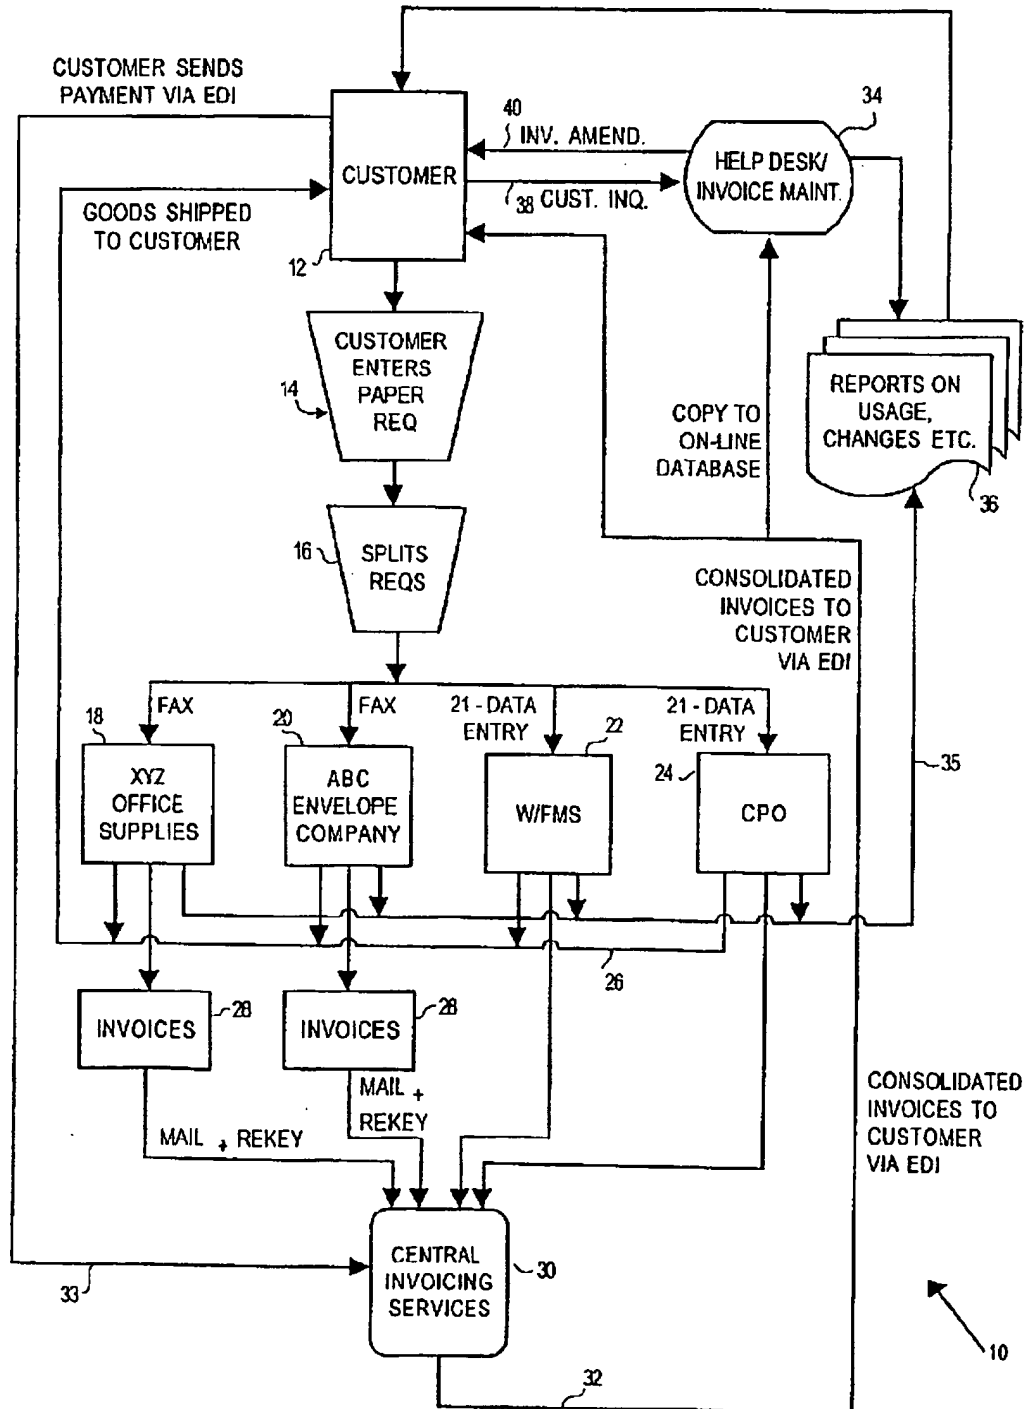 CUSTOMER SENDS
PAYMENT VIA EDI
GOODS SHIPPED
TO CUSTOMER
CUSTOMER
12
40
INV. AMEND.
38
CUST. INQ.
HELP DESK/
INVOICE MAINT.
34
CUSTOMER
ENTERS
PAPER
REQ
14
SPLITS
REQS
16
COPY TO
ON-LINE
DATABASE
REPORTS ON
USAGE,
CHANGES ETC.
36
CONSOLIDATED
INVOICES TO
CUSTOMER
VIA EDI
FAX
FAX
21 - DATA
ENTRY
21 - DATA
ENTRY
18
XYZ
OFFICE
SUPPLIES
20
ABC
ENVELOPE
COMPANY
22
W/FMS
24
CPO
35
26
INVOICES
28
INVOICES
28
MAIL +
REKEY
MAIL + REKEY
CONSOLIDATED
INVOICES TO
CUSTOMER
VIA EDI
CENTRAL
INVOICING
SERVICES
30
33
32
10